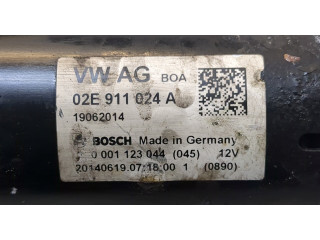 VW AG BOA
02E 911 024 A
19062014
BOSCH Made in Germany
0 001 123 044 (045) 12V
20140619.07:18:00 1 (0890)